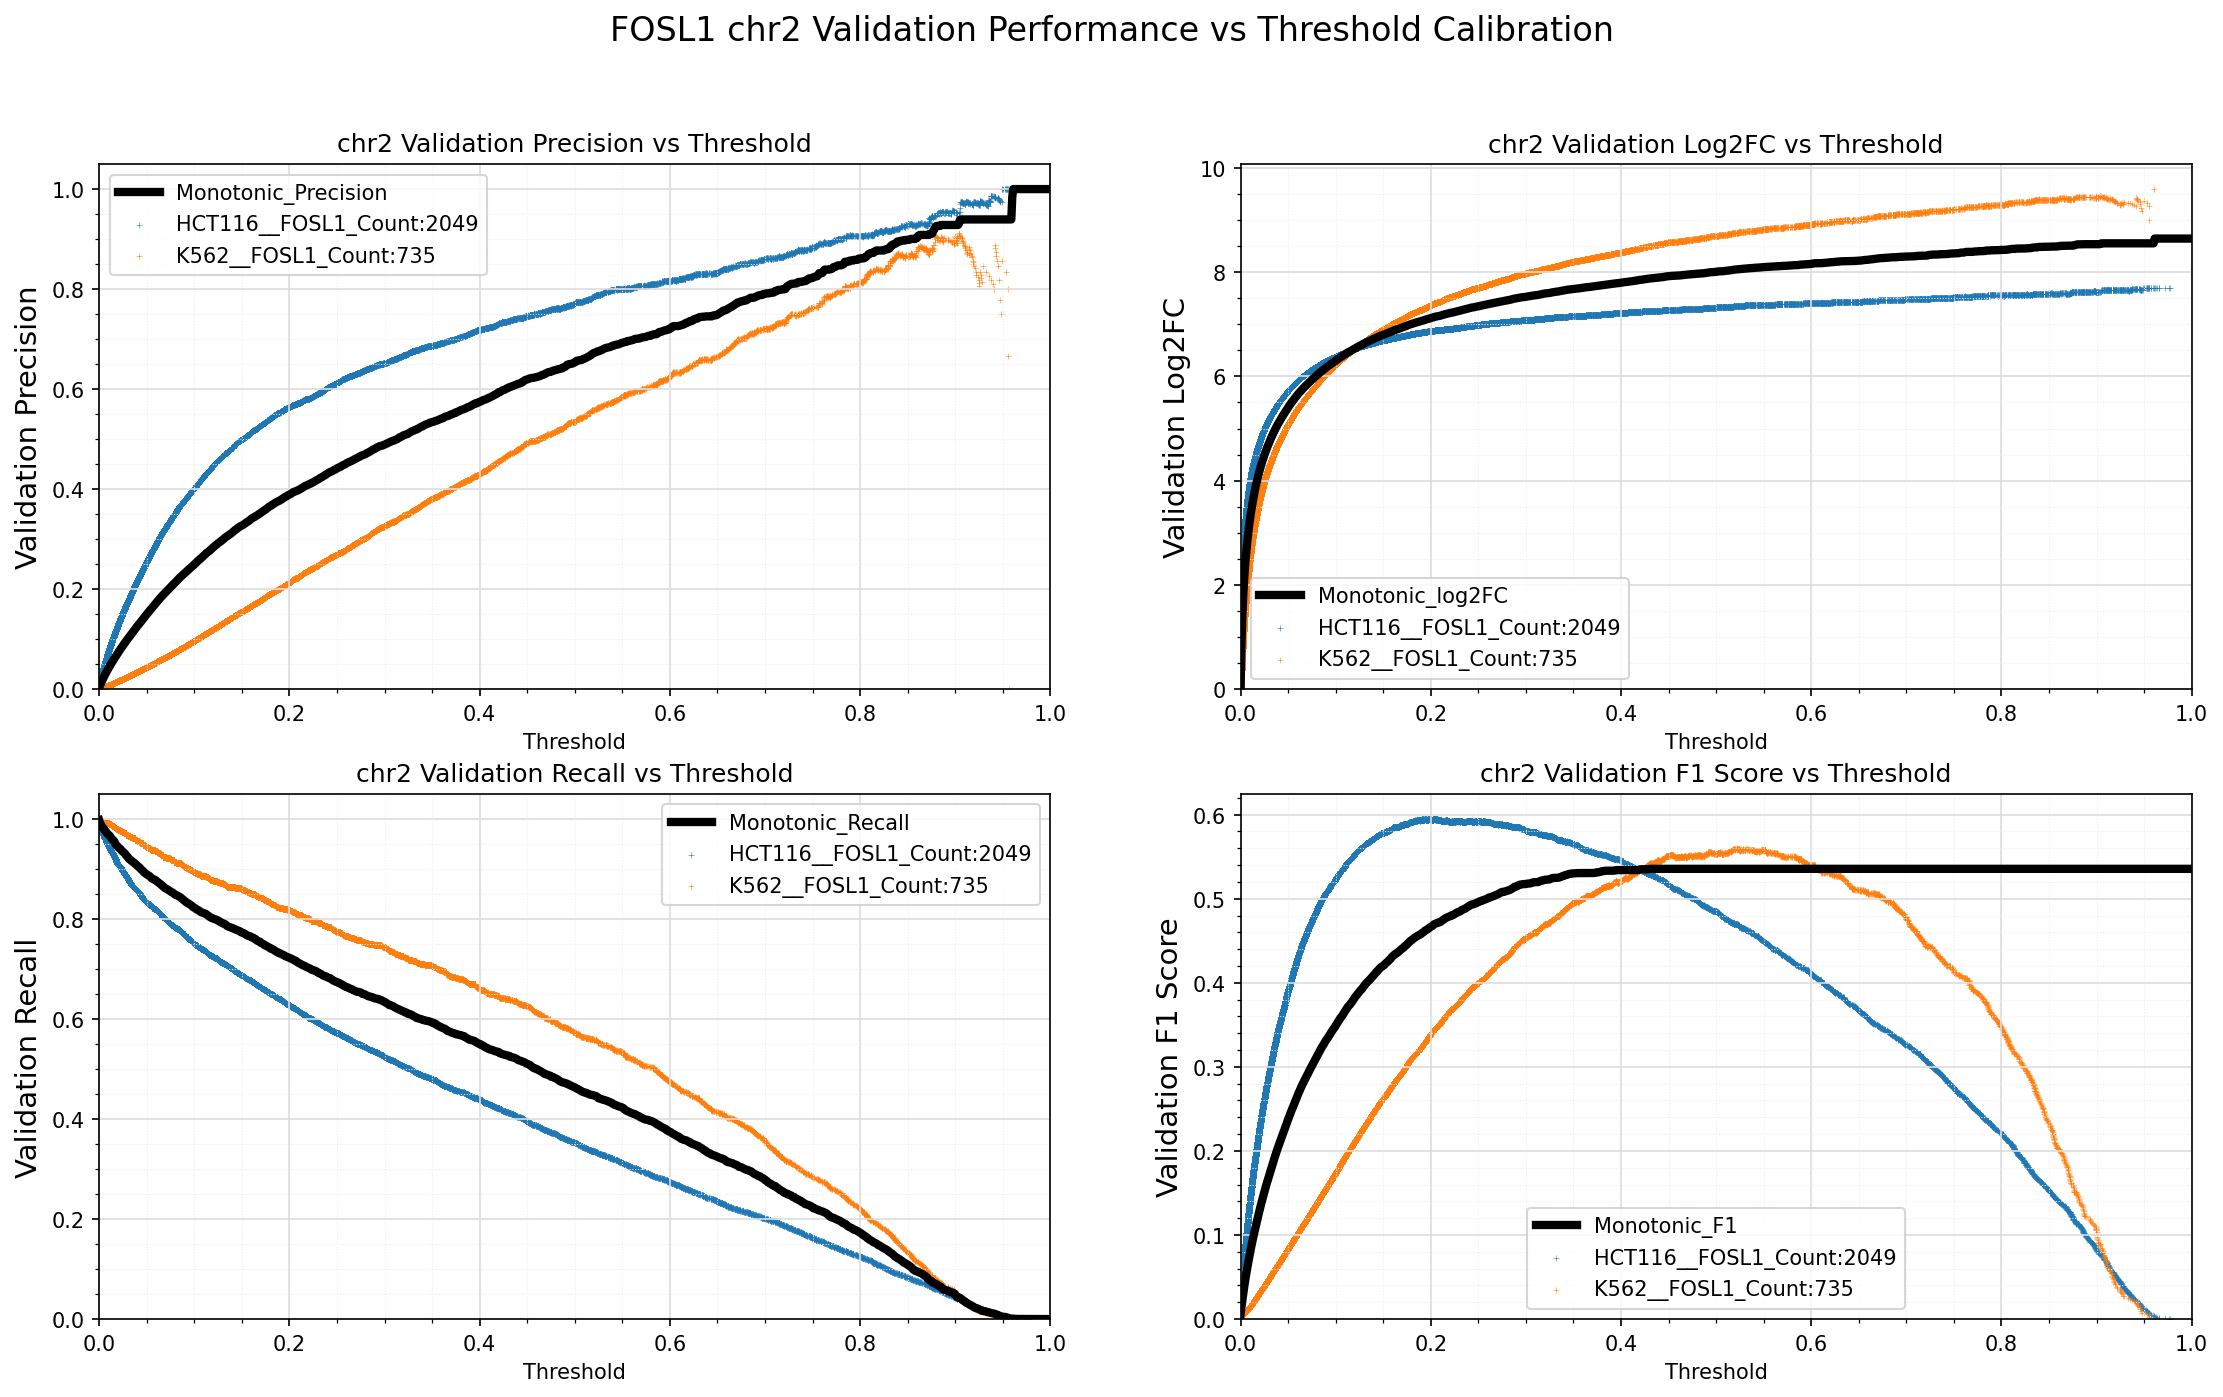 FOSL1 chr2 Validation Performance vs Threshold Calibration
chr2 Validation Precision vs Threshold
Validation Precision
1.0
0.8
0.6
0.4
0.2
0.0
Monotonic_Precision
HCT116__FOSL1_Count:2049
K562__FOSL1_Count:735
0.0 0.2 0.4 0.6 0.8 1.0
Threshold
chr2 Validation Log2FC vs Threshold
Validation Log2FC
10
8
6
4
2
0
Monotonic_log2FC
HCT116__FOSL1_Count:2049
K562__FOSL1_Count:735
0.0 0.2 0.4 0.6 0.8 1.0
Threshold
chr2 Validation Recall vs Threshold
Validation Recall
1.0
0.8
0.6
0.4
0.2
0.0
Monotonic_Recall
HCT116__FOSL1_Count:2049
K562__FOSL1_Count:735
0.0 0.2 0.4 0.6 0.8 1.0
Threshold
chr2 Validation F1 Score vs Threshold
Validation F1 Score
0.6
0.5
0.4
0.3
0.2
0.1
0.0
Monotonic_F1
HCT116__FOSL1_Count:2049
K562__FOSL1_Count:735
0.0 0.2 0.4 0.6 0.8 1.0
Threshold